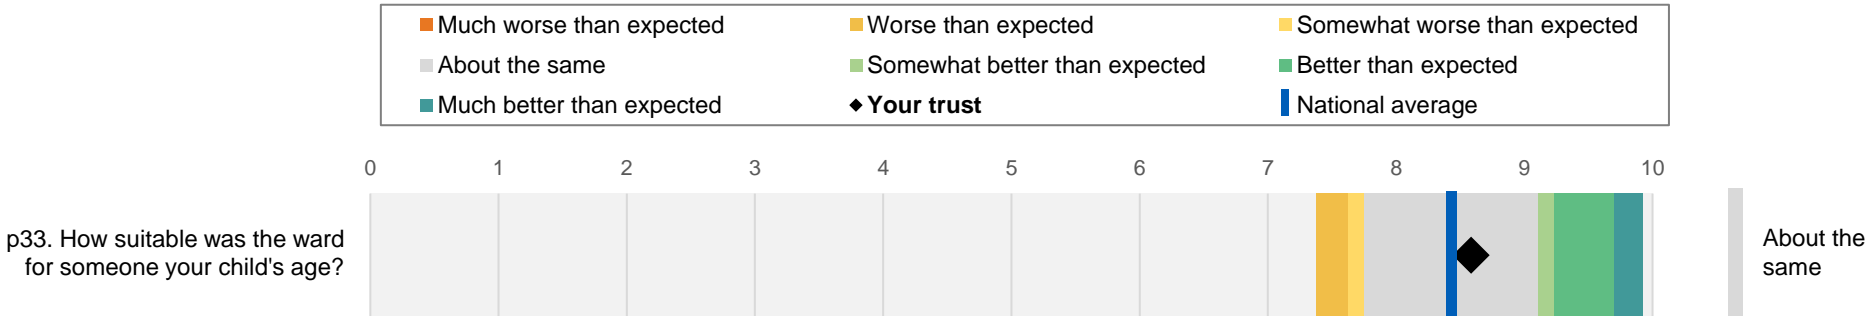 Much worse than expected
Worse than expected
Somewhat worse than expected
About the same
Somewhat better than expected
Better than expected
Much better than expected
Your trust
National average
0 1 2 3 4 5 6 7 8 9 10
p33. How suitable was the ward
for someone your child's age?
About the
same